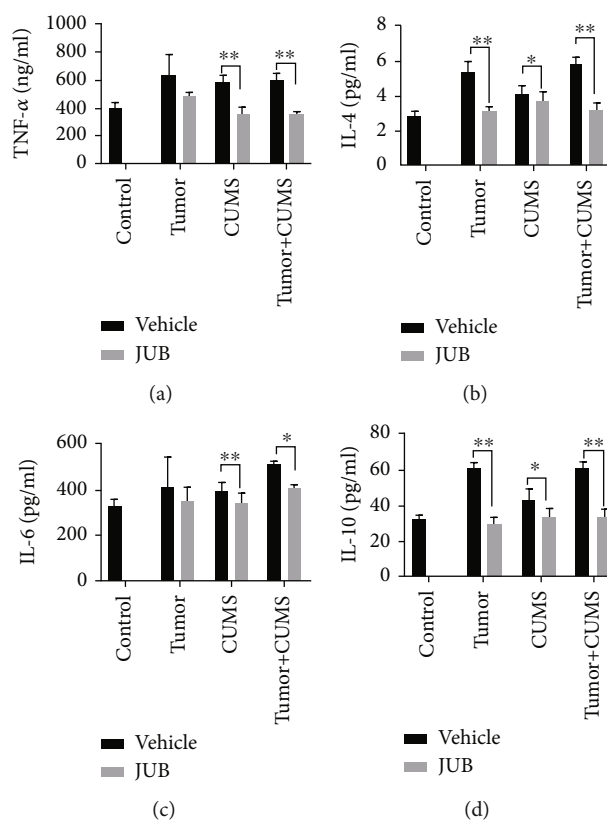 TNF-α (ng/ml)
1000
800
600
400
200
0
**
**
Control
Tumor
CUMS
Tumor+CUMS
Vehicle
JUB
(a)
IL-4 (pg/ml)
8
6
4
2
0
**
*
**
Control
Tumor
CUMS
Tumor+CUMS
Vehicle
JUB
(b)
IL-6 (pg/ml)
600
400
300
0
**
*
Control
Tumor
CUMS
Tumor+CUMS
Vehicle
JUB
(c)
IL-10 (pg/ml)
80
60
40
20
0
**
*
**
Control
Tumor
CUMS
Tumor+CUMS
Vehicle
JUB
(d)